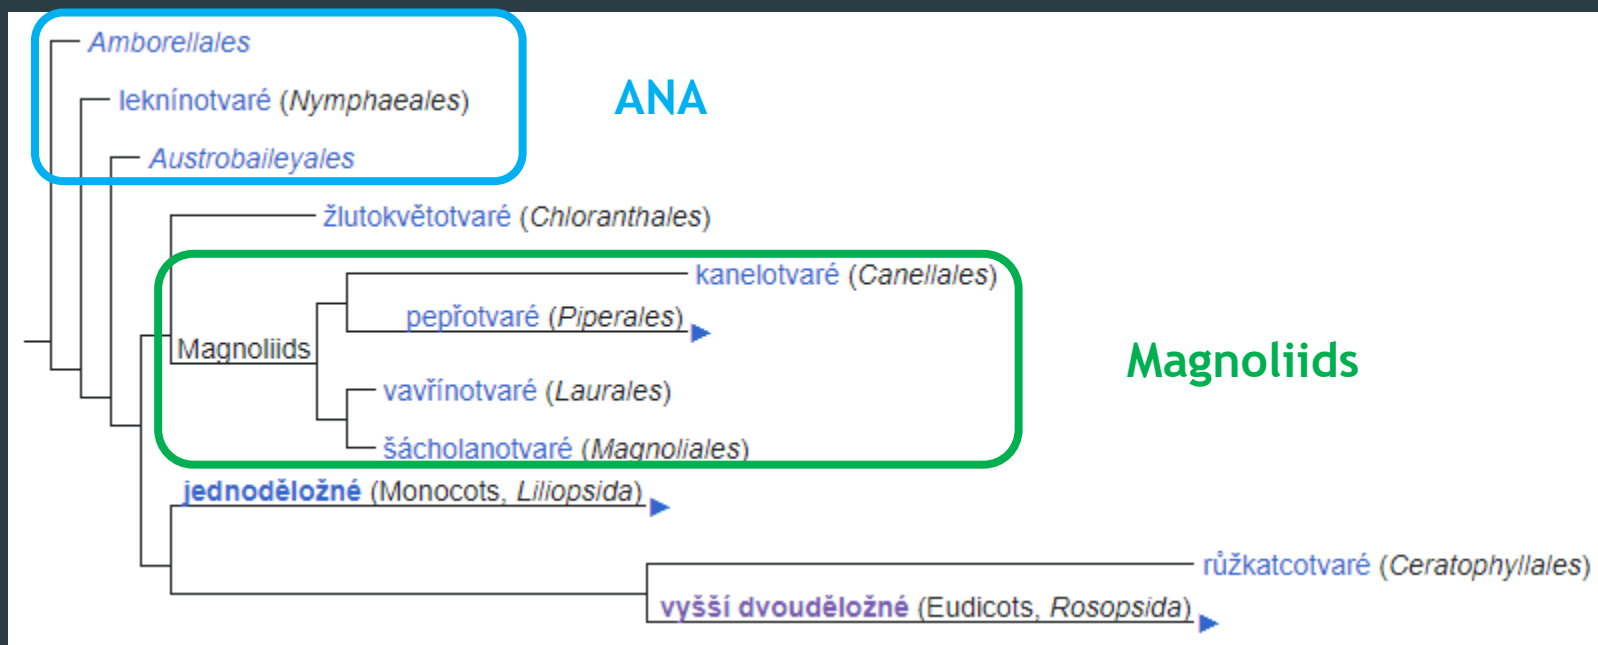 Amborellales
leknínotvaré (Nymphaeales)
ANA
Austrobaileyales
žlutokvětotvaré (Chloranthales)
kanelotvaré (Canellales)
pepřotvaré (Piperales)
Magnoliids
Magnoliids
vavřínotvaré (Laurales)
šácholanotvaré (Magnoliales)
jednoděložné (Monocots, Liliopsida)
růžkatcotvaré (Ceratophyllales)
vyšší dvouděložné (Eudicots, Rosopsida)